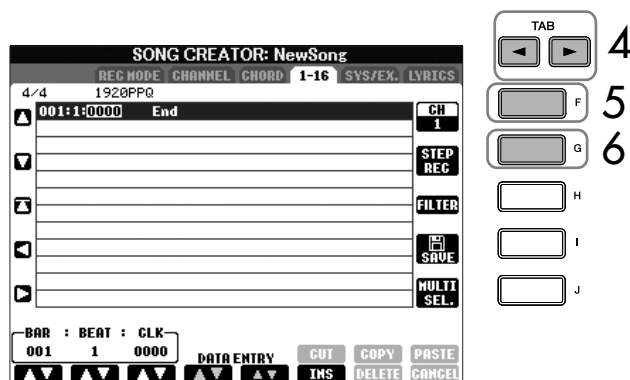 SONG CREATOR: NewSong
REC MODE CHANNEL CHORD 1-16 SYS/EX. LYRICS
4/4 1920PPQ
001:1:0000 End
CH
1
STEP
REC
FILTER
SAVE
MULTI
SEL.
BAR : BEAT : CLK
001 1 0000
DATA ENTRY
CUT COPY PASTE
INS DELETE CANCEL
TAB
4
F 5
G 6
H
I
J